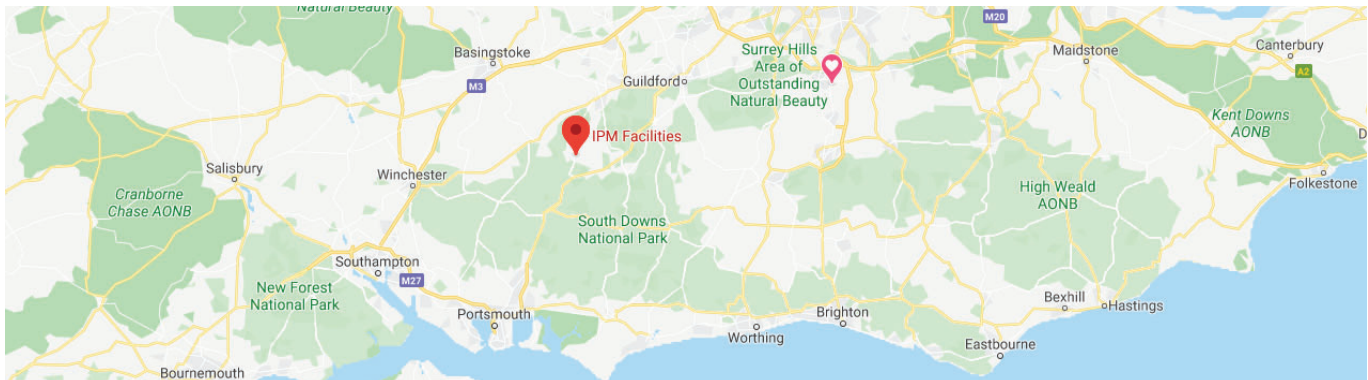 Natural Beauty
M20
Basingstoke
Surrey Hills
Area of
Outstanding
Natural Beauty
Maidstone
Canterbury
A2
M3
Guildford
Kent Downs
AONB
D
IPM Facilities
Salisbury
Winchester
Folkestone
Cranborne
Chase AONB
High Weald
AONB
South Downs
National Park
Southampton
M27
New Forest
National Park
Portsmouth
Brighton
Bexhill
Hastings
Worthing
Eastbourne
Bournemouth